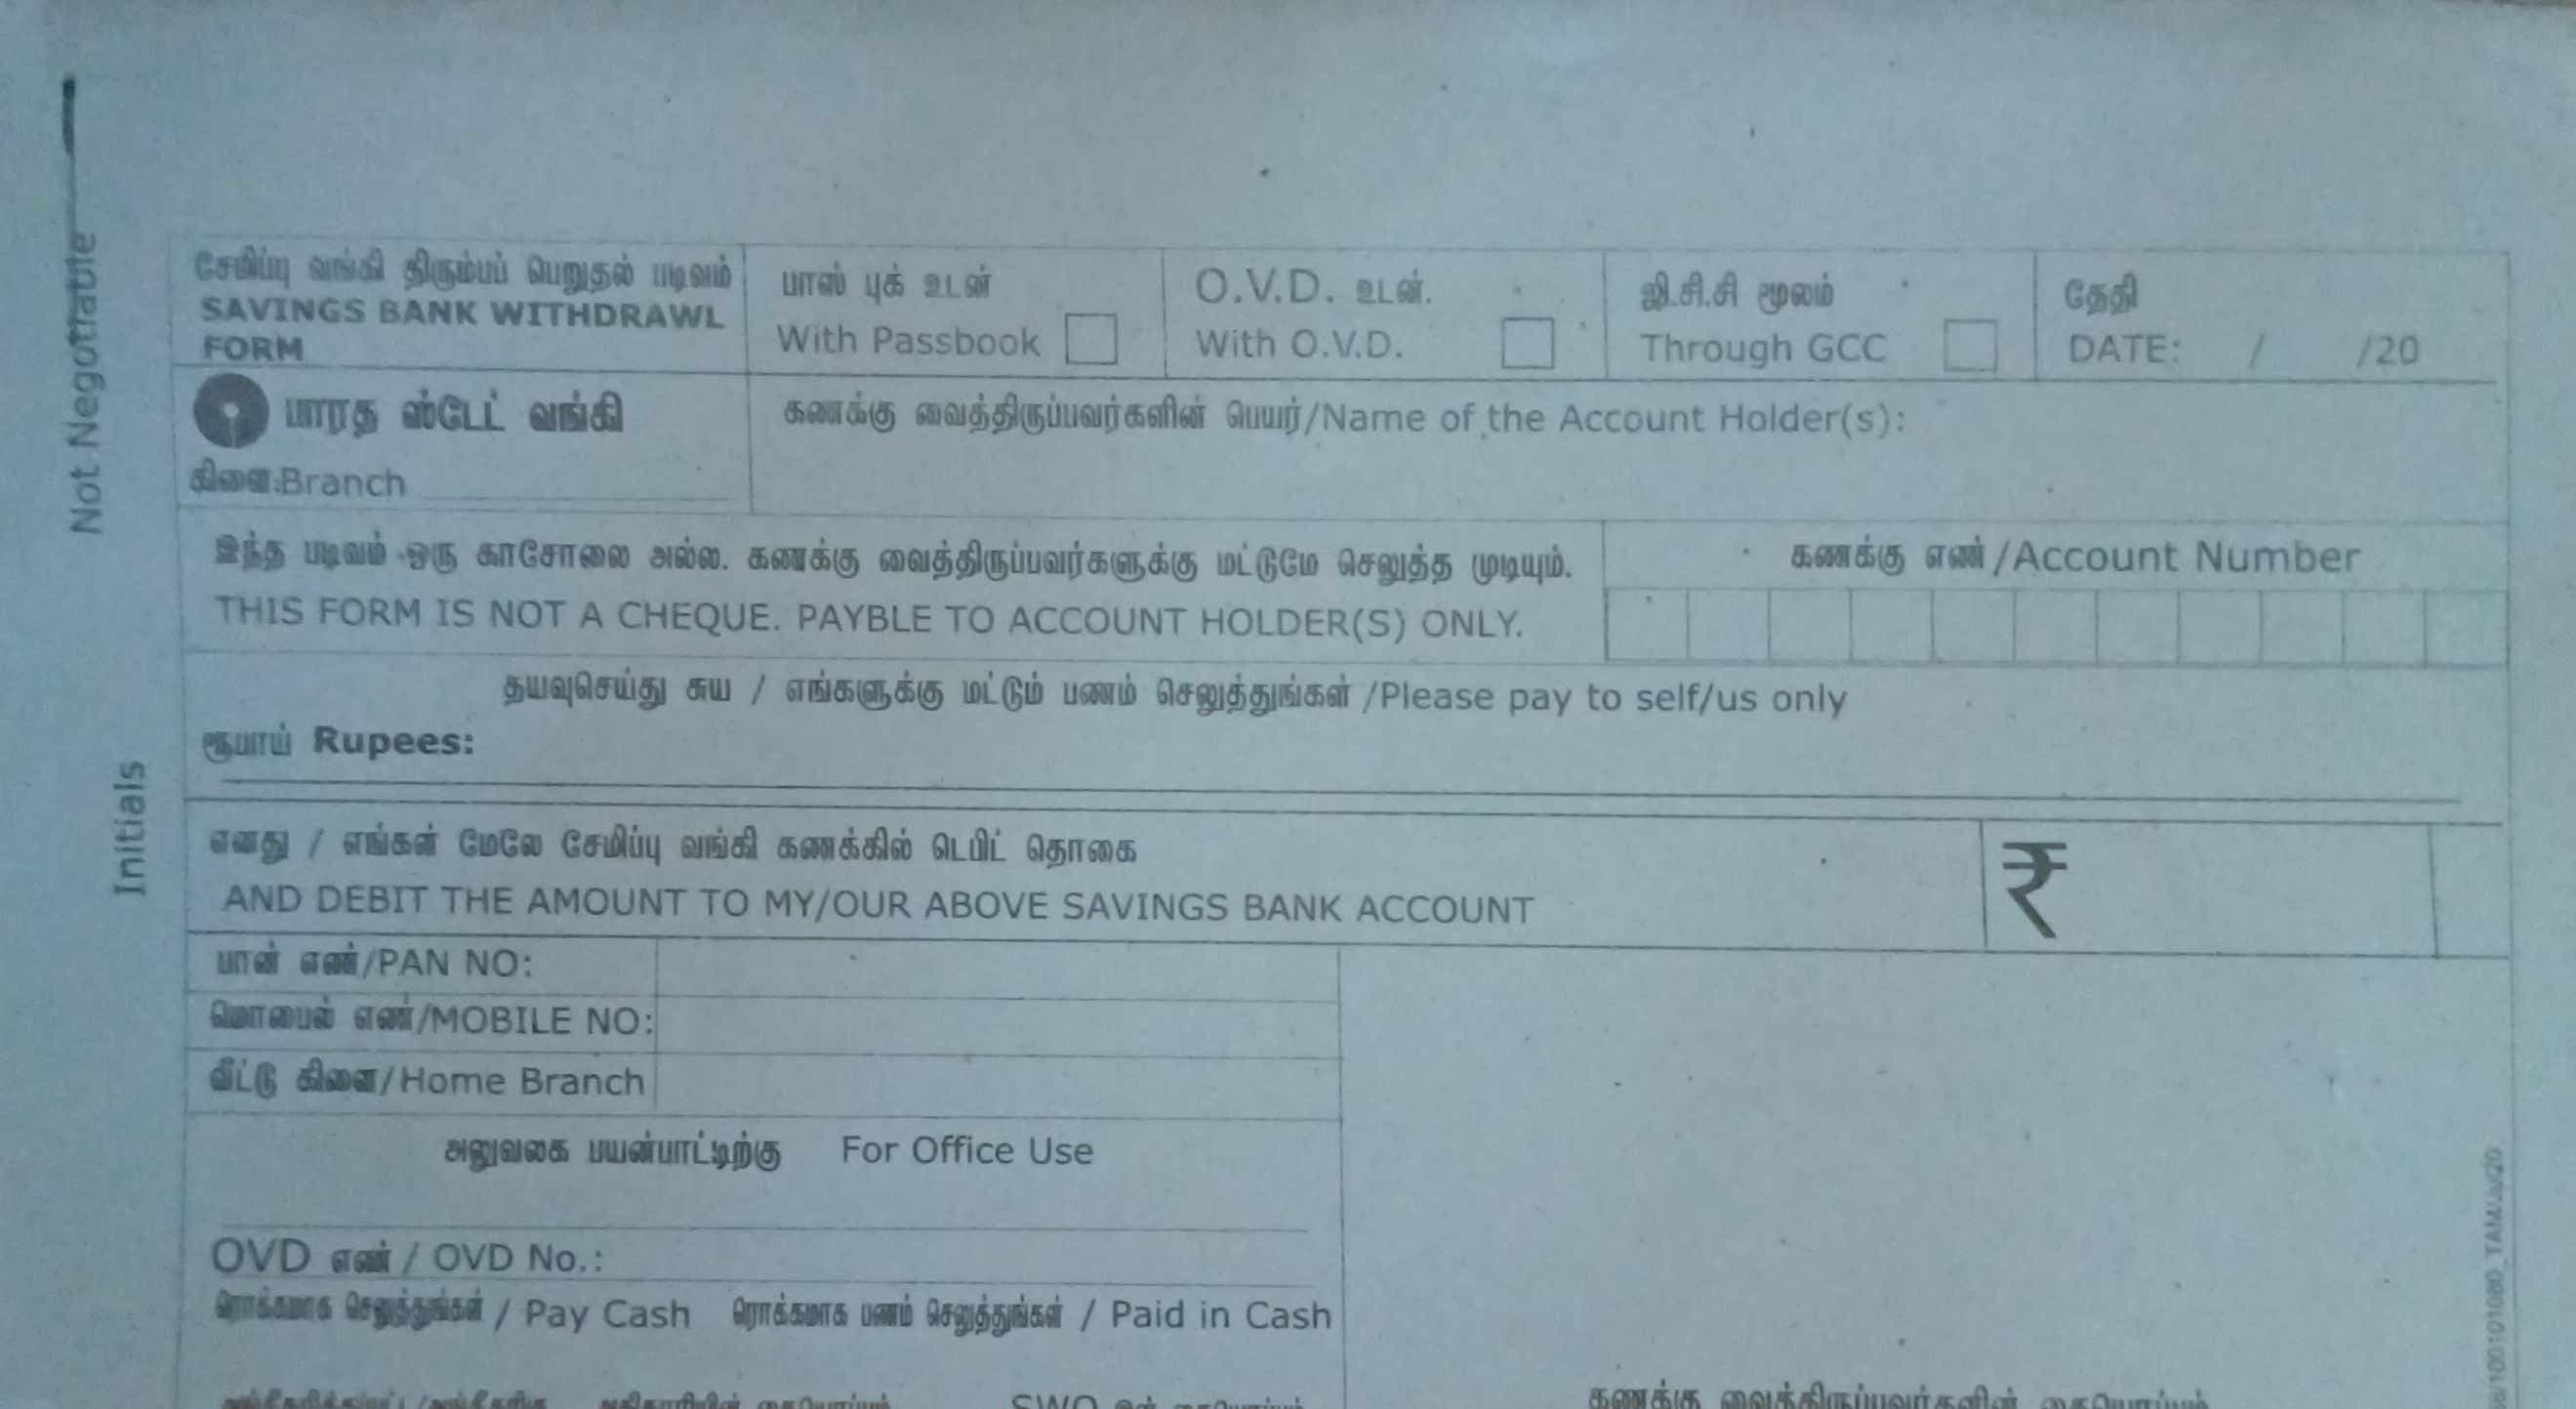 Not Negotiable
Initials
சேமிப்பு வங்கி திரும்பப் பெறுதல் படிவம்
SAVINGS BANK WITHDRAWL
FORM
பாஸ் புக் உடன்
With Passbook
O.V.D. உடன்.
With O.V.D.
ஜி.சி.சி மூலம்
Through GCC
தேதி
DATE: / /20
பாரத ஸ்டேட் வங்கி
கிளை:Branch
கணக்கு வைத்திருப்பவர்களின் பெயர்/Name of the Account Holder(s):
இந்த படிவம் ஒரு காசோலை அல்ல. கணக்கு வைத்திருப்பவர்களுக்கு மட்டுமே செலுத்த முடியும்.
THIS FORM IS NOT A CHEQUE. PAYBLE TO ACCOUNT HOLDER(S) ONLY.
கணக்கு எண்/Account Number
தயவுசெய்து சுய / எங்களுக்கு மட்டும் பணம் செலுத்துங்கள் /Please pay to self/us only
ரூபாய் Rupees:
எனது / எங்கள் மேலே சேமிப்பு வங்கி கணக்கில் டெபிட் தொகை
AND DEBIT THE AMOUNT TO MY/OUR ABOVE SAVINGS BANK ACCOUNT
₹
பான் எண்/PAN NO:
மொபைல் எண்/MOBILE NO:
வீட்டு கிளை/Home Branch
அலுவலக பயன்பாட்டிற்கு For Office Use
OVD எண் / OVD No.:
ரொக்கமாக செலுத்துங்கள் / Pay Cash ரொக்கமாக பணம் செலுத்துங்கள் / Paid in Cash
அதிகாரியின் கையொப்பம்
SWO இன் கையொப்பம்
கணக்கு வைத்திருப்பவர்களின் கையொப்பம்